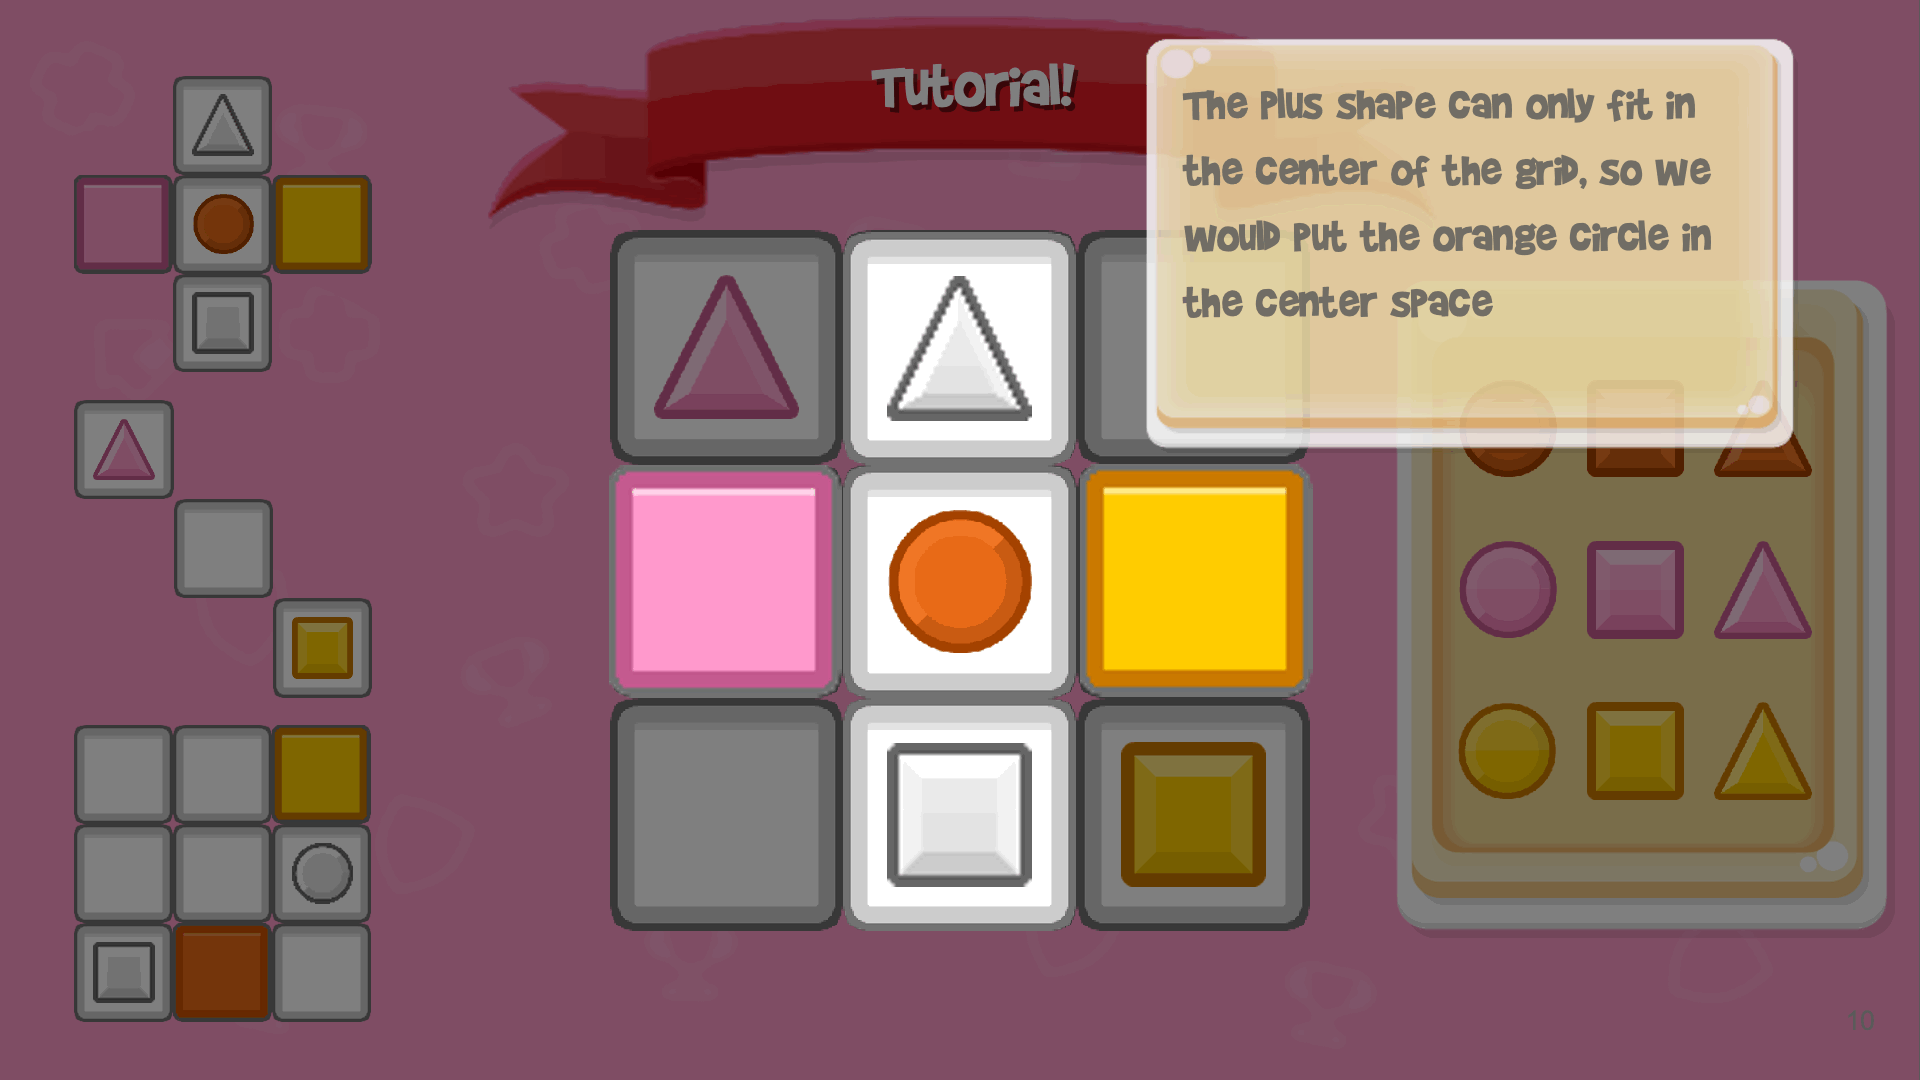 Tutorial!
The plus shape can only fit in
the center of the grid, so we
would put the orange circle in
the center space
10